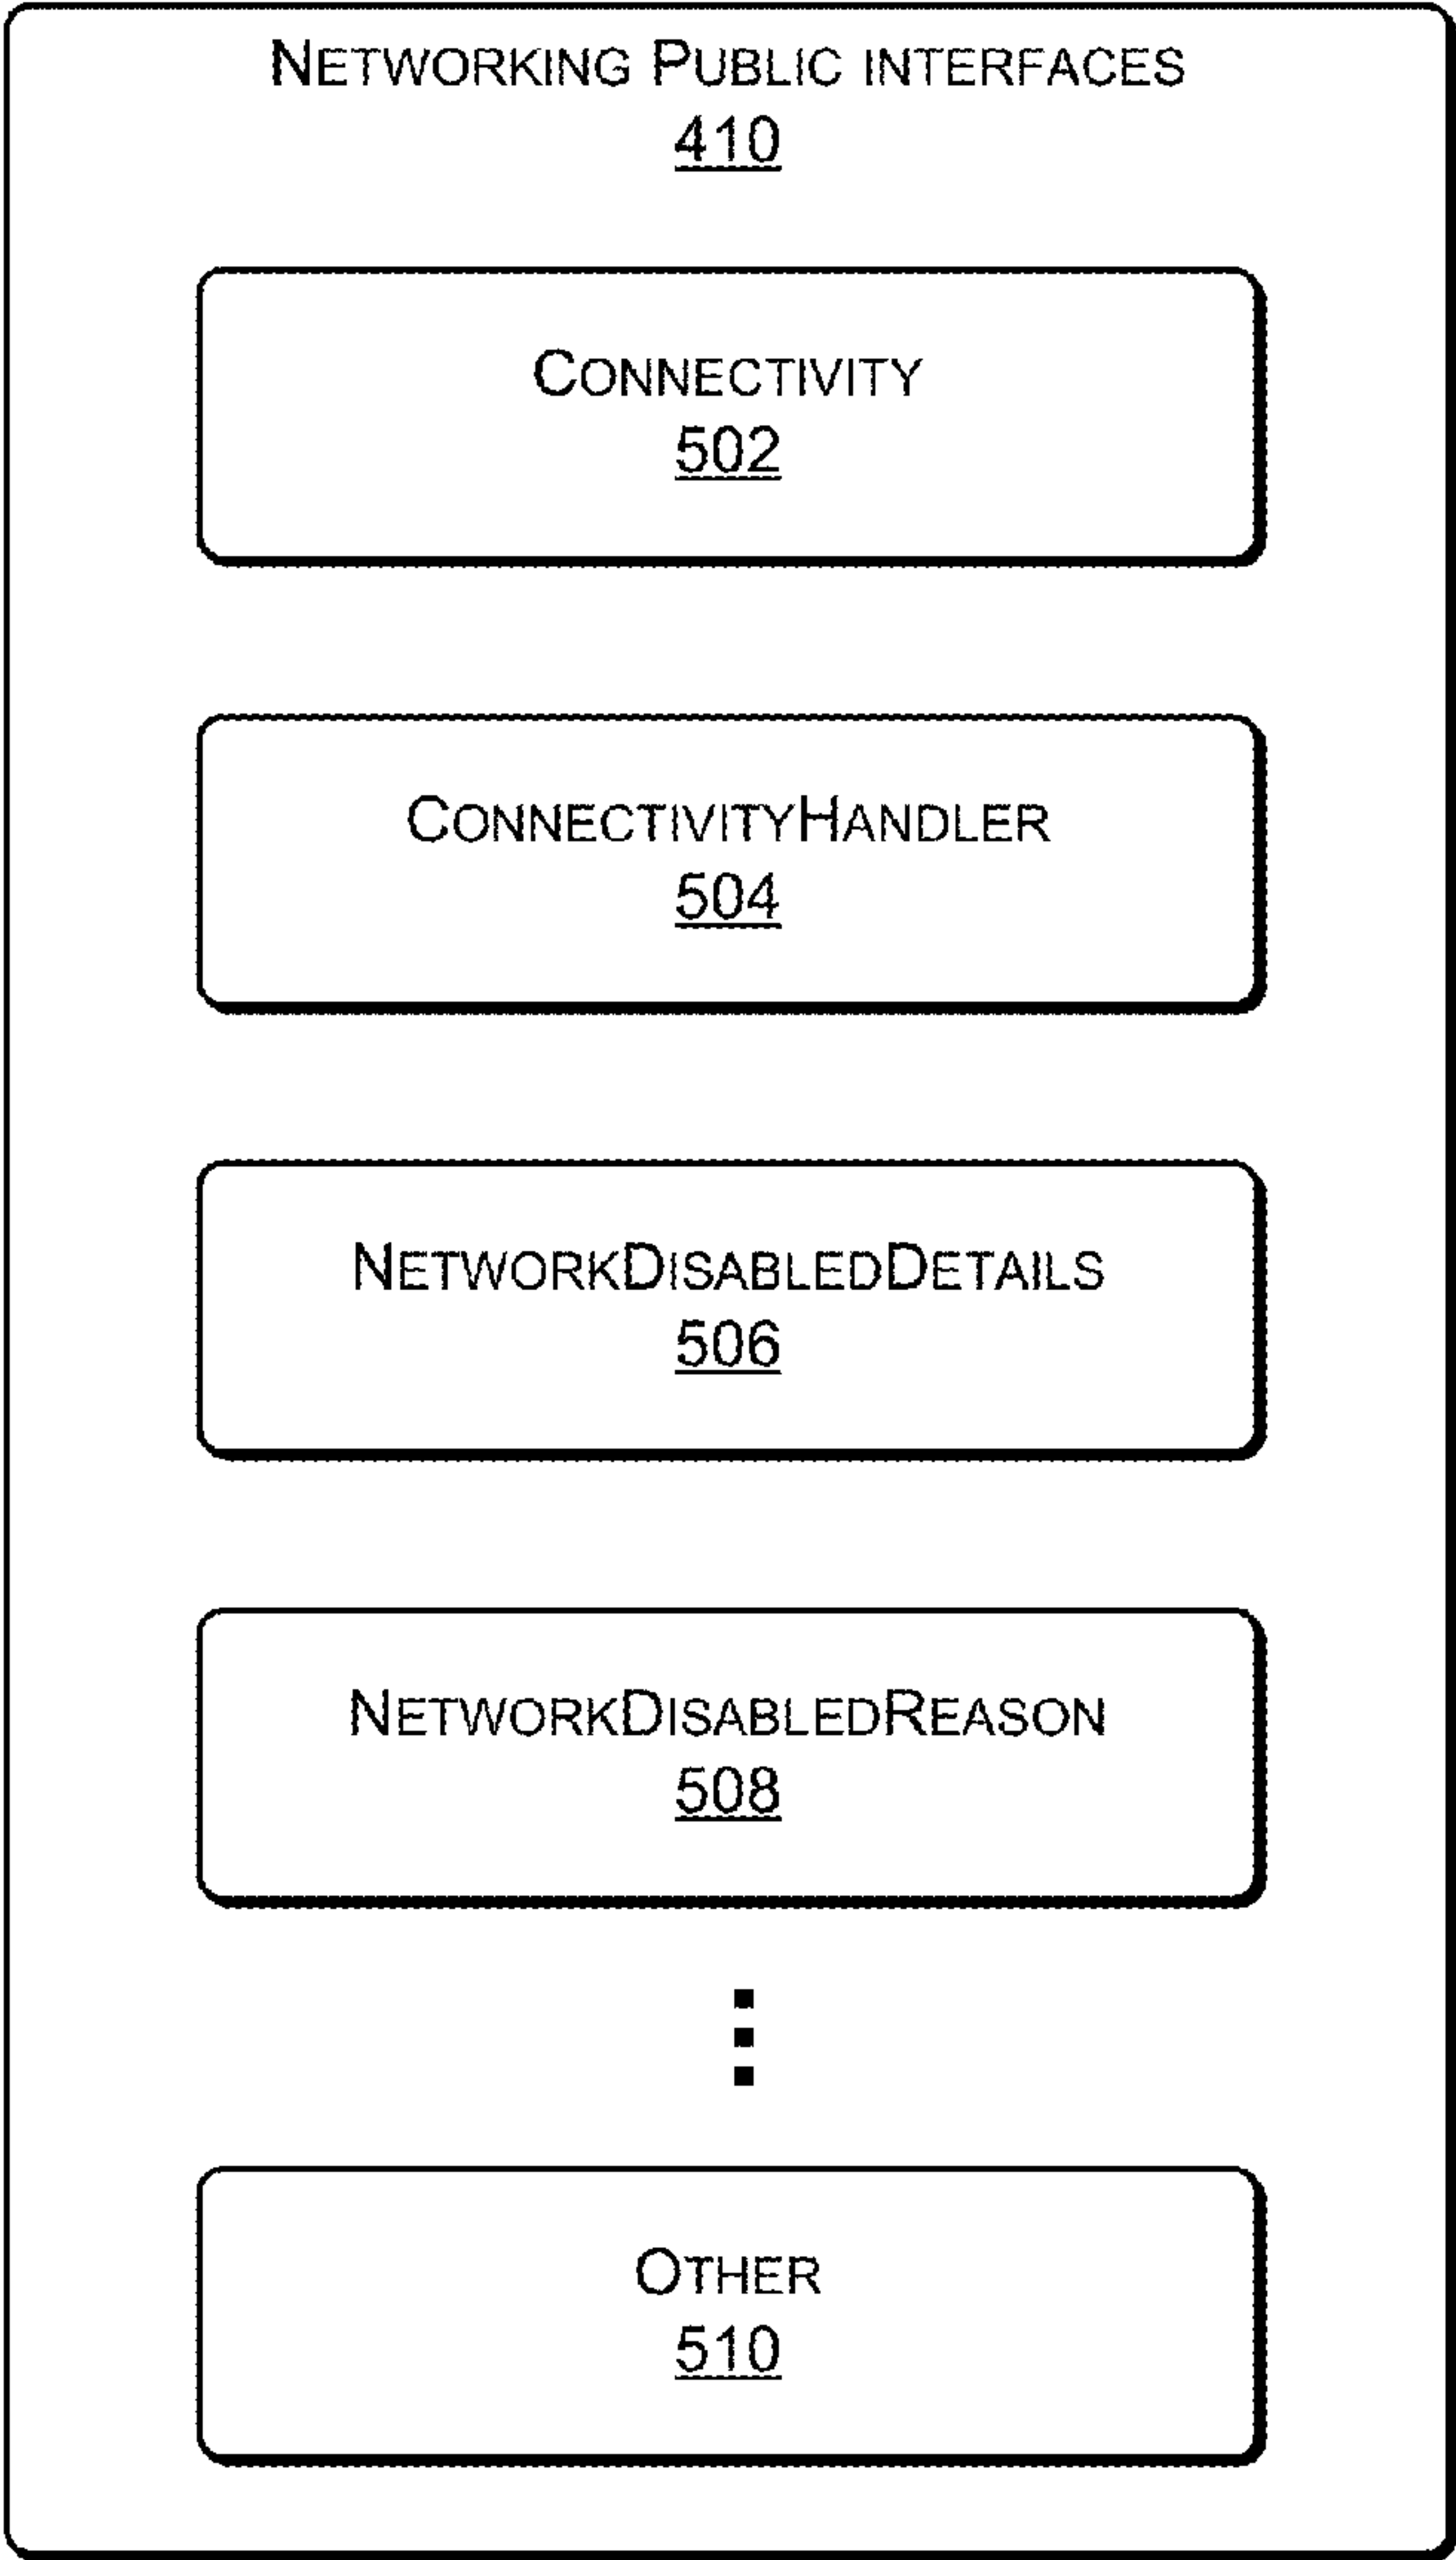 Networking Public interfaces
410
Connectivity
502
ConnectivityHandler
504
NetworkDisabledDetails
506
NetworkDisabledReason
508
Other
510